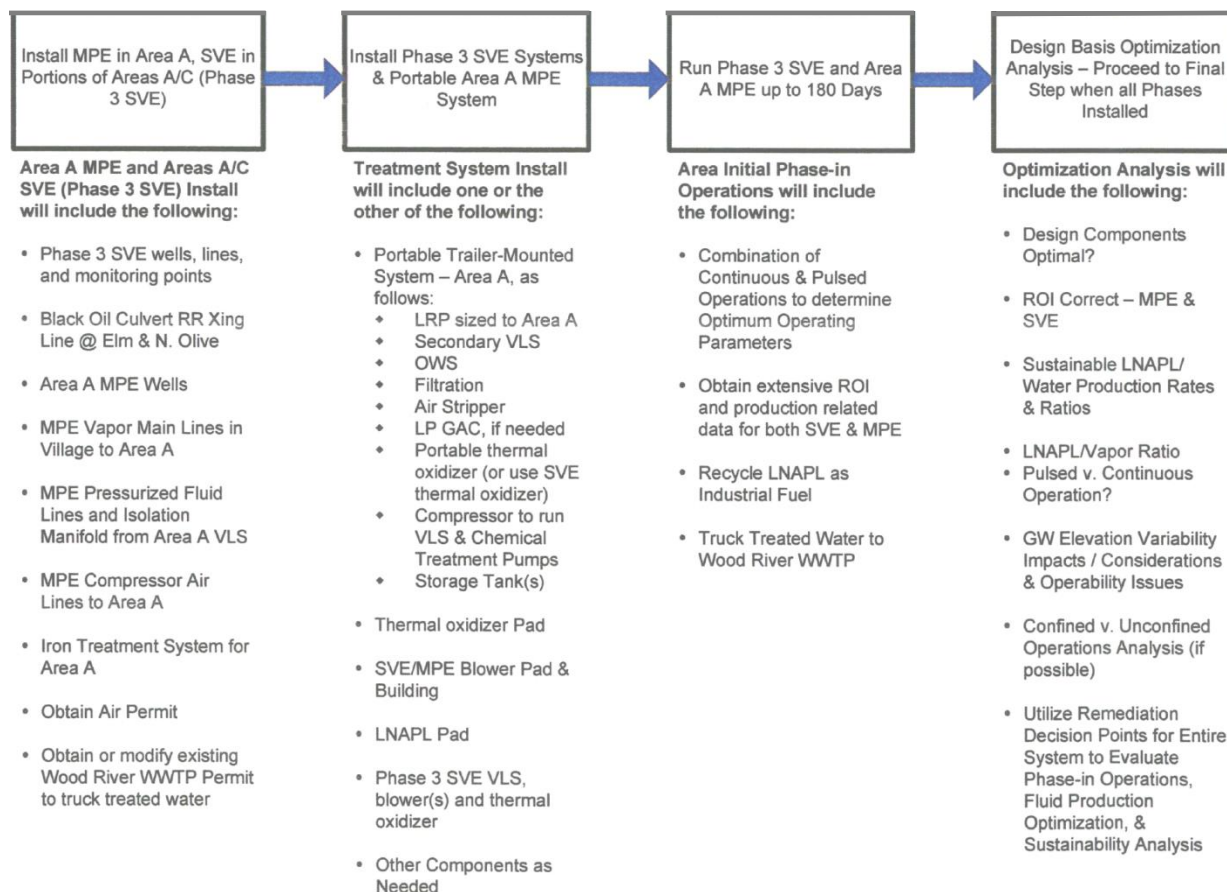 Install MPE in Area A, SVE in
Portions of Areas A/C (Phase
3 SVE)
Install Phase 3 SVE Systems
& Portable Area A MPE
System
Run Phase 3 SVE and Area
A MPE up to 180 Days
Design Basis Optimization
Analysis – Proceed to Final
Step when all Phases
Installed
Area A MPE and Areas A/C
SVE (Phase 3 SVE) Install
will include the following:
• Phase 3 SVE wells, lines,
and monitoring points
• Black Oil Culvert RR Xing
Line @ Elm & N. Olive
• Area A MPE Wells
• MPE Vapor Main Lines in
Village to Area A
• MPE Pressurized Fluid
Lines and Isolation
Manifold from Area A VLS
• MPE Compressor Air
Lines to Area A
• Iron Treatment System for
Area A
• Obtain Air Permit
• Obtain or modify existing
Wood River WWTP Permit
to truck treated water
Treatment System Install
will include one or the
other of the following:
• Portable Trailer-Mounted
System – Area A, as
follows:
◆ LRP sized to Area A
◆ Secondary VLS
◆ OWS
◆ Filtration
◆ Air Stripper
◆ LP GAC, if needed
◆ Portable thermal
oxidizer (or use SVE
thermal oxidizer)
◆ Compressor to run
VLS & Chemical
Treatment Pumps
◆ Storage Tank(s)
• Thermal oxidizer Pad
• SVE/MPE Blower Pad &
Building
• LNAPL Pad
• Phase 3 SVE VLS,
blower(s) and thermal
oxidizer
• Other Components as
Needed
Area Initial Phase-in
Operations will include
the following:
• Combination of
Continuous & Pulsed
Operations to determine
Optimum Operating
Parameters
• Obtain extensive ROI
and production related
data for both SVE & MPE
• Recycle LNAPL as
Industrial Fuel
• Truck Treated Water to
Wood River WWTP
Optimization Analysis will
include the following:
• Design Components
Optimal?
• ROI Correct – MPE &
SVE
• Sustainable LNAPL/
Water Production Rates
& Ratios
• LNAPL/Vapor Ratio
• Pulsed v. Continuous
Operation?
• GW Elevation Variability
Impacts / Considerations
& Operability Issues
• Confined v. Unconfined
Operations Analysis (if
possible)
• Utilize Remediation
Decision Points for Entire
System to Evaluate
Phase-in Operations,
Fluid Production
Optimization, &
Sustainability Analysis